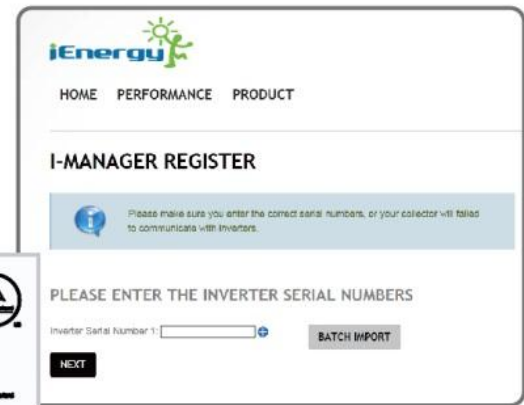 iEnergy
HOME PERFORMANCE PRODUCT
I-MANAGER REGISTER
Please make sure you enter the correct serial numbers, or your collector will failed
to communicate with inverters.
PLEASE ENTER THE INVERTER SERIAL NUMBERS
Inverter Serial Number 1:
BATCH IMPORT
NEXT